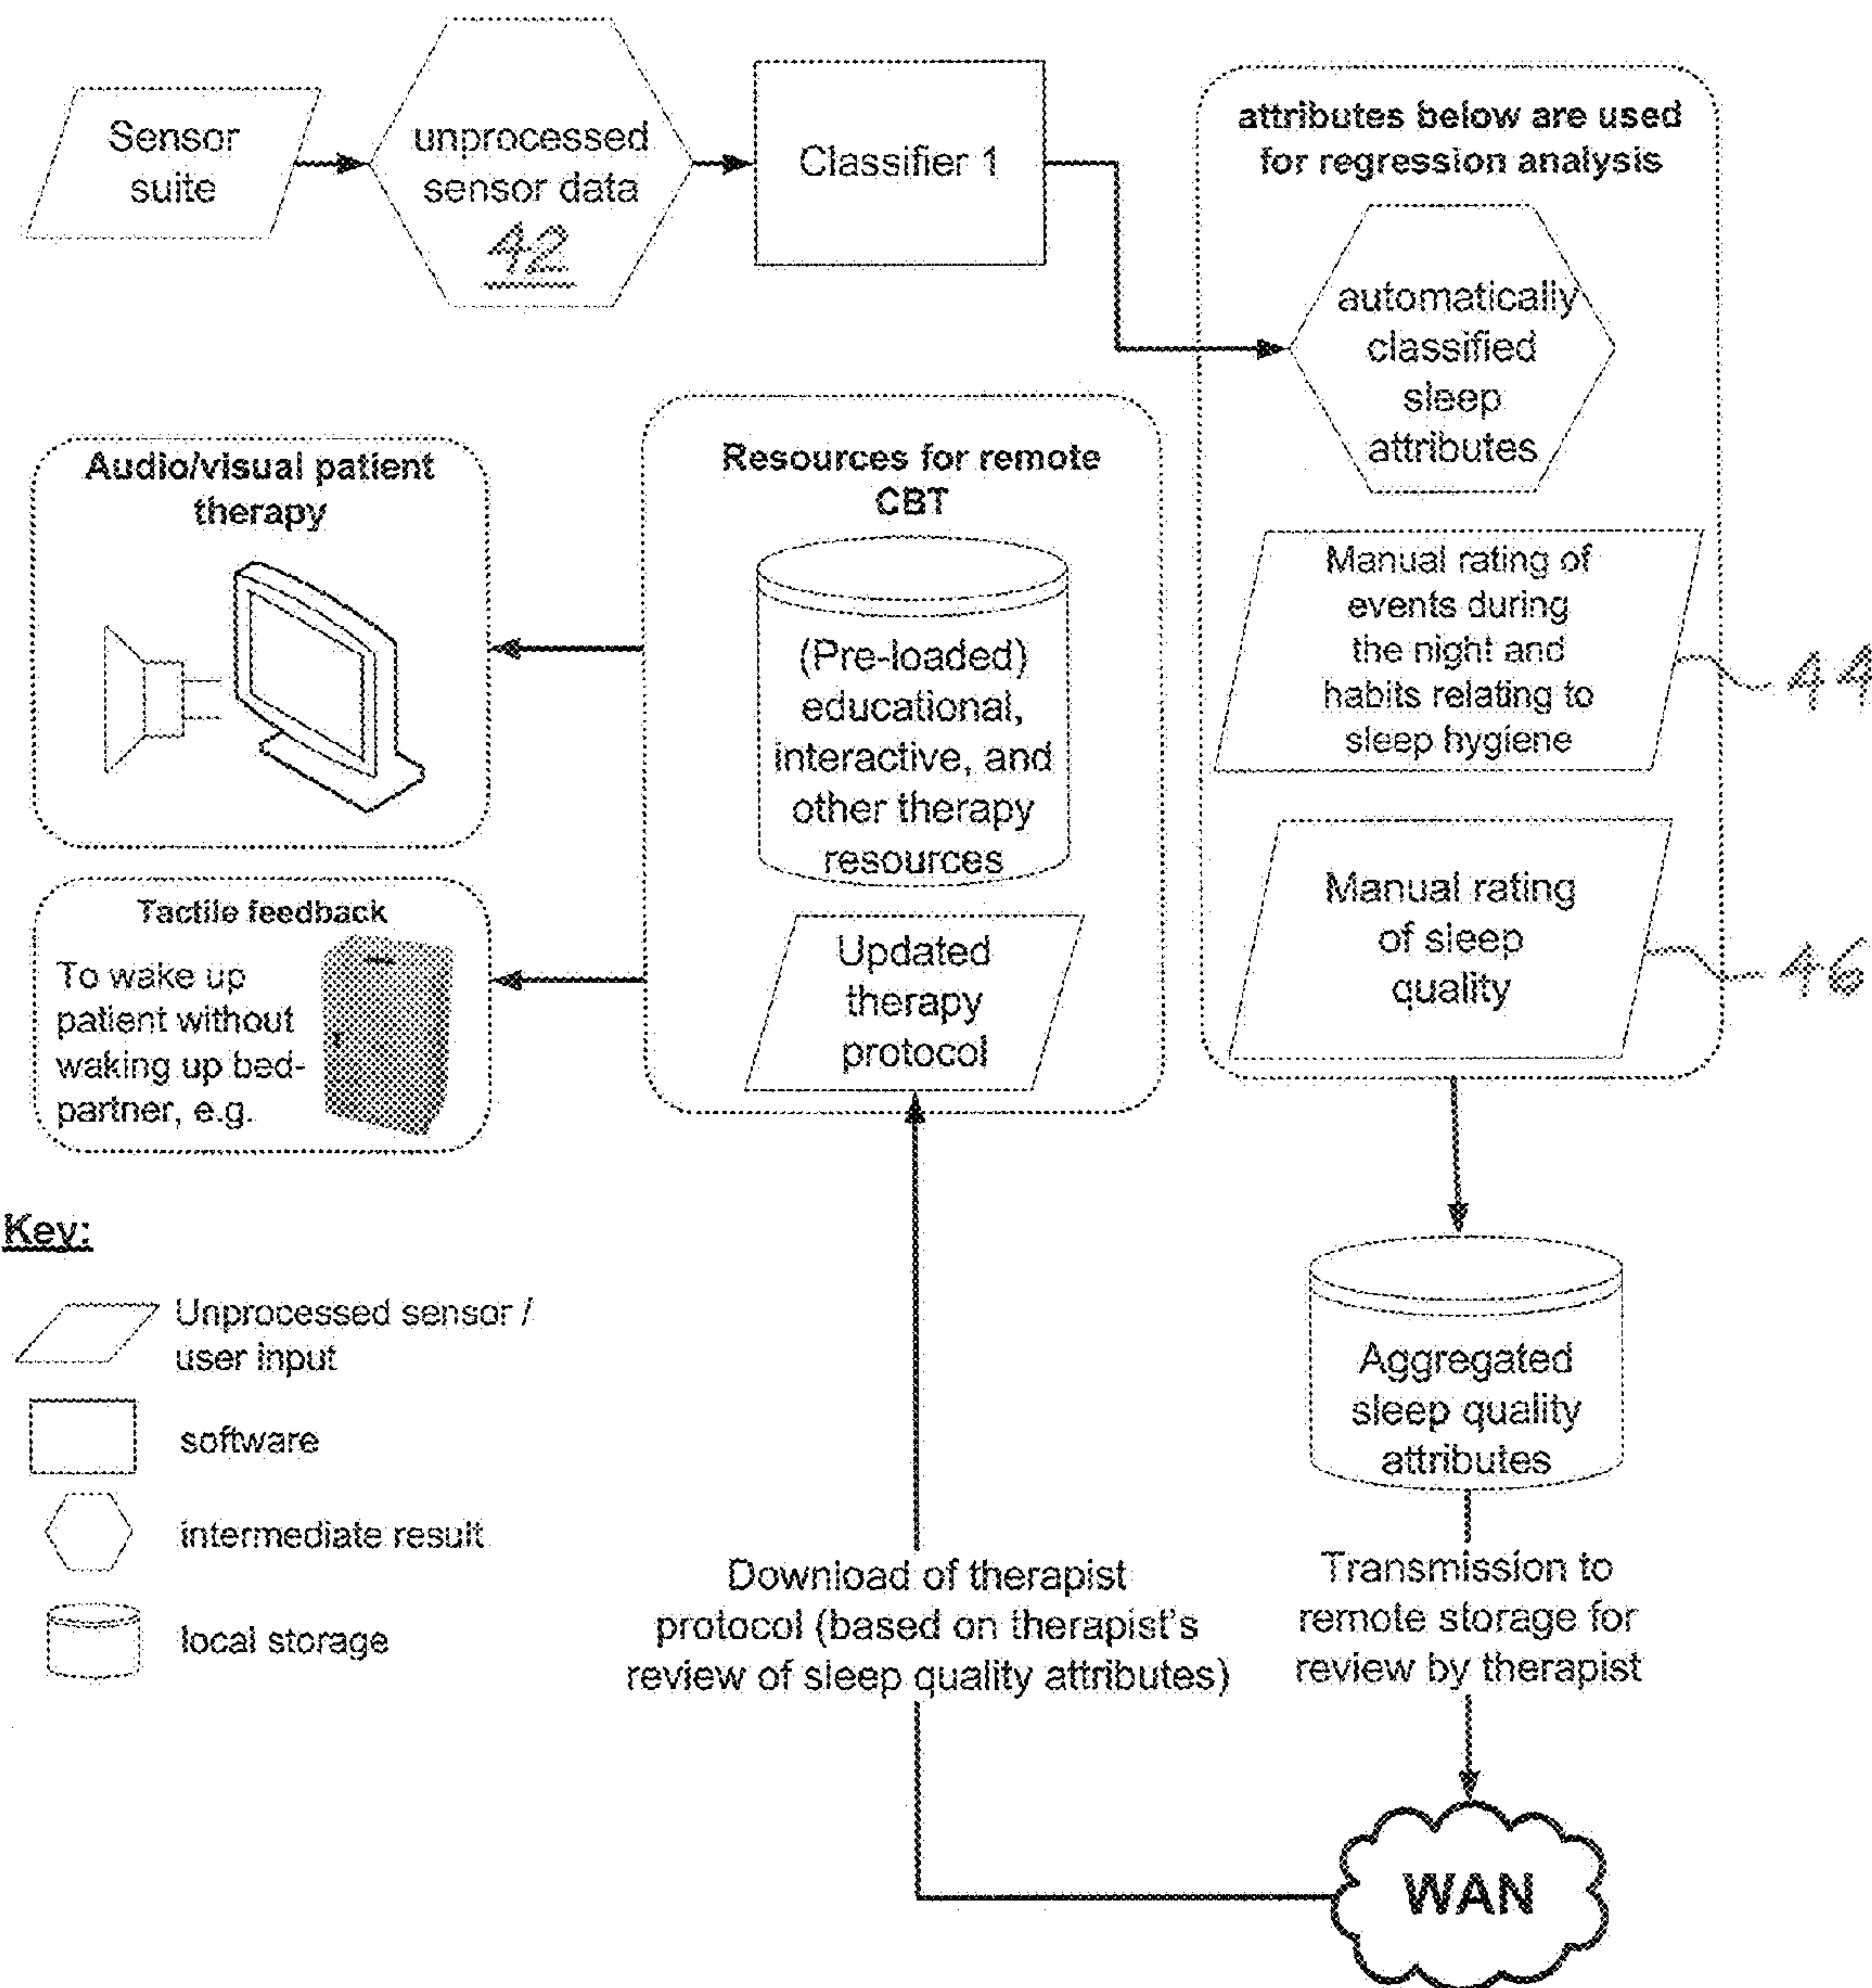 Sensor
suite
unprocessed
sensor data
42
Classifier 1
attributes below are used
for regression analysis
automatically
classified
sleep
attributes
Manual rating of
events during
the night and
habits relating to
sleep hygiene
44
Manual rating
of sleep
quality
46
Audio/visual patient
therapy
Resources for remote
CBT
(Pre-loaded)
educational,
interactive, and
other therapy
resources
Updated
therapy
protocol
Tactile feedback
To wake up
patient without
waking up bed-
partner, e.g.
Key:
Unprocessed sensor /
user input
software
intermediate result
local storage
Aggregated
sleep quality
attributes
Download of therapist
protocol (based on therapist's
review of sleep quality attributes)
Transmission to
remote storage for
review by therapist
WAN